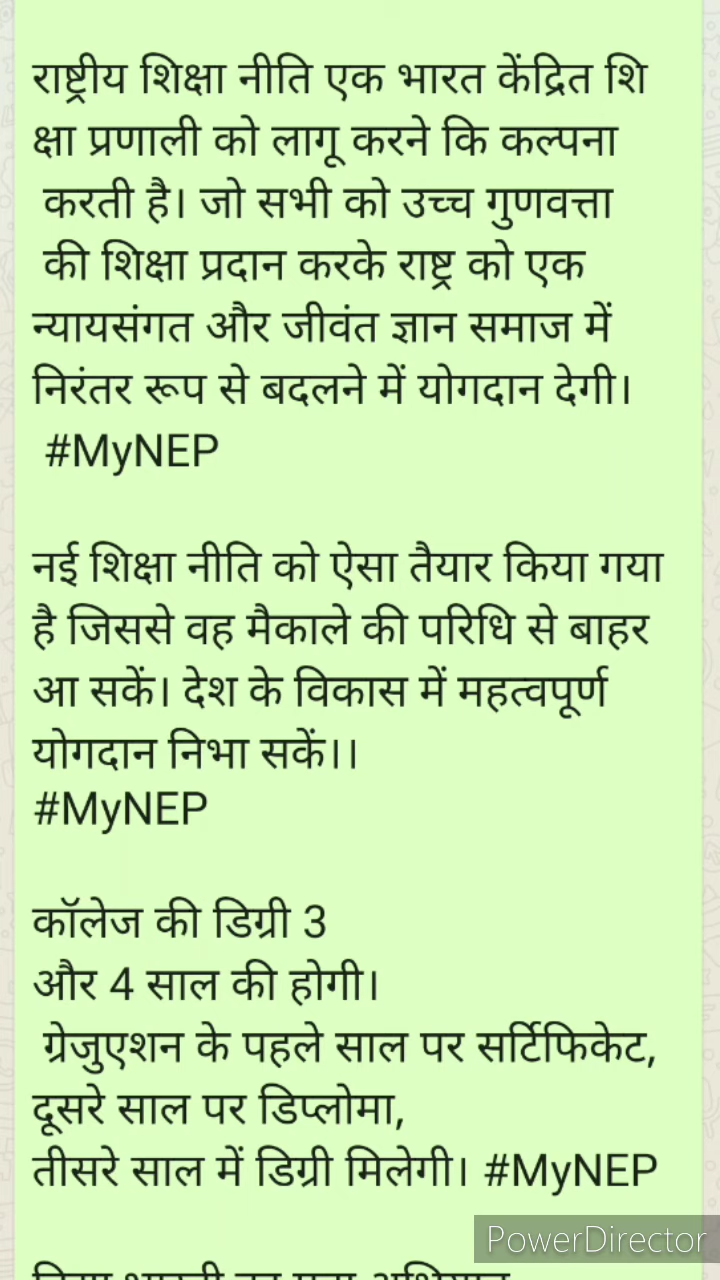 राष्ट्रीय शिक्षा नीति एक भारत केंद्रित शि
क्षा प्रणाली को लागू करने कि कल्पना
करती है। जो सभी को उच्च गुणवत्ता
की शिक्षा प्रदान करके राष्ट्र को एक
न्यायसंगत और जीवंत ज्ञान समाज में
निरंतर रूप से बदलने में योगदान देगी।
#MyNEP
नई शिक्षा नीति को ऐसा तैयार किया गया
है जिससे वह मैकाले की परिधि से बाहर
आ सकें। देश के विकास में महत्वपूर्ण
योगदान निभा सकें।।
#MyNEP
कॉलेज की डिग्री 3
और 4 साल की होगी।
ग्रेजुएशन के पहले साल पर सर्टिफिकेट,
दूसरे साल पर डिप्लोमा,
तीसरे साल में डिग्री मिलेगी। #MyNEP
PowerDirector